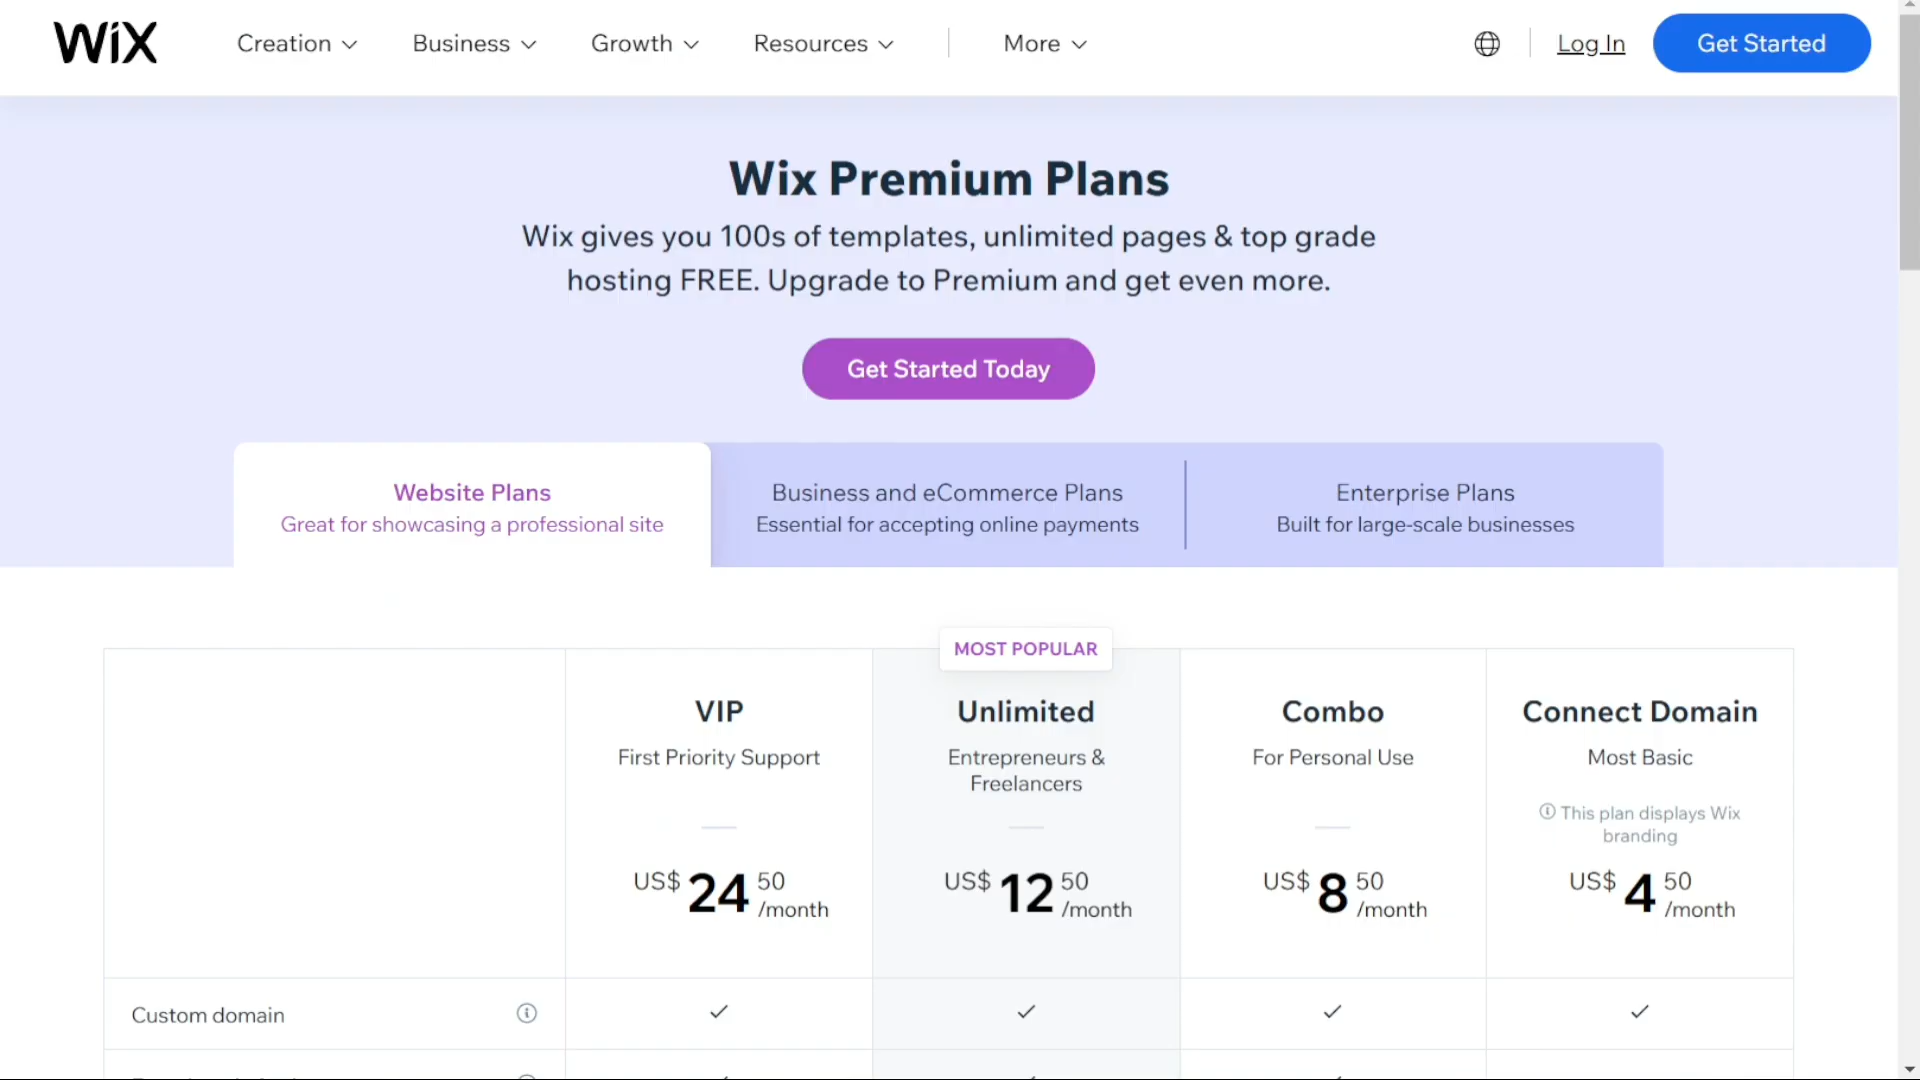 WiX
Creation
Business
Growth
Resources
More
Log In
Get Started
Wix Premium Plans
Wix gives you 100s of templates, unlimited pages & top grade
hosting FREE. Upgrade to Premium and get even more.
Get Started Today
Website Plans
Great for showcasing a professional site
Business and eCommerce Plans
Essential for accepting online payments
Enterprise Plans
Built for large-scale businesses
MOST POPULAR
VIP
First Priority Support
US$ 24 50 /month
Unlimited
Entrepreneurs &
Freelancers
US$ 12 50 /month
Combo
For Personal Use
US$ 8 50 /month
Connect Domain
Most Basic
This plan displays Wix
branding
US$ 4 50 /month
Custom domain